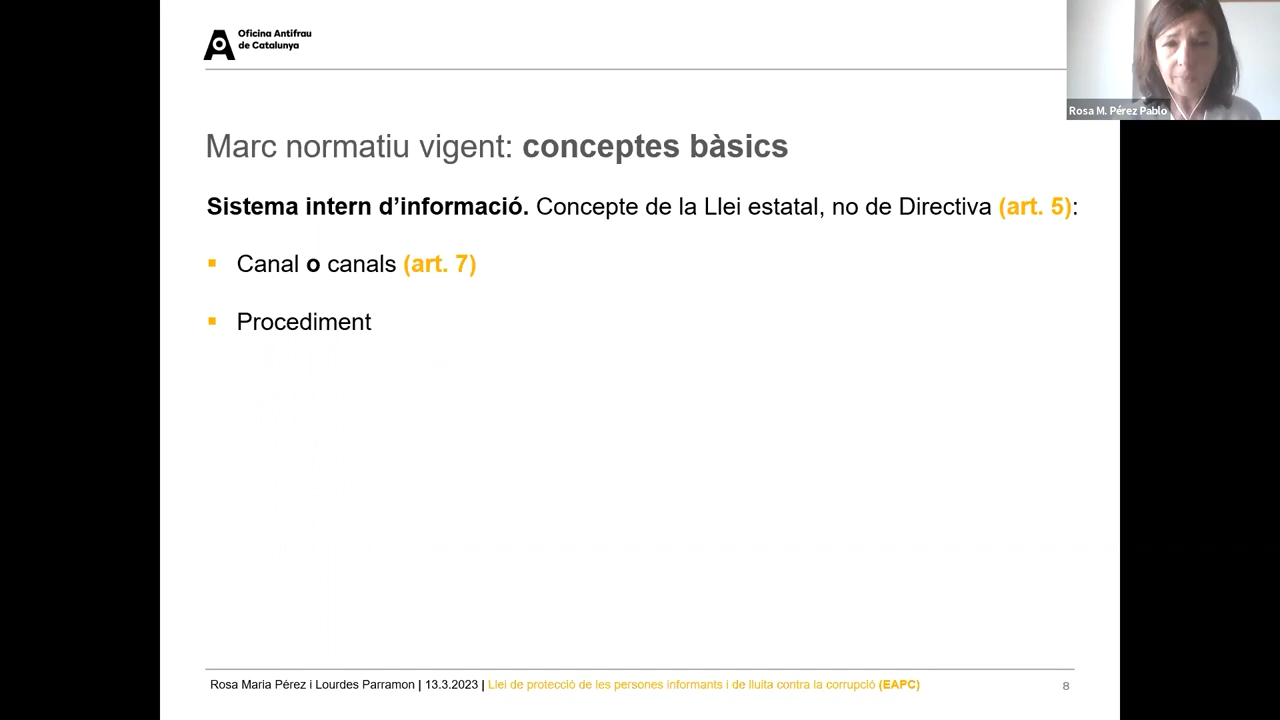 Oficina Antifrau
de Catalunya
Rosa M. Pérez Pablo
Marc normatiu vigent: conceptes bàsics
Sistema intern d’informació. Concepte de la Llei estatal, no de Directiva (art. 5):
▪ Canal o canals (art. 7)
▪ Procediment
Rosa Maria Pérez i Lourdes Parramon | 13.3.2023 | Llei de protecció de les persones informants i de lluita contra la corrupció (EAPC)
8